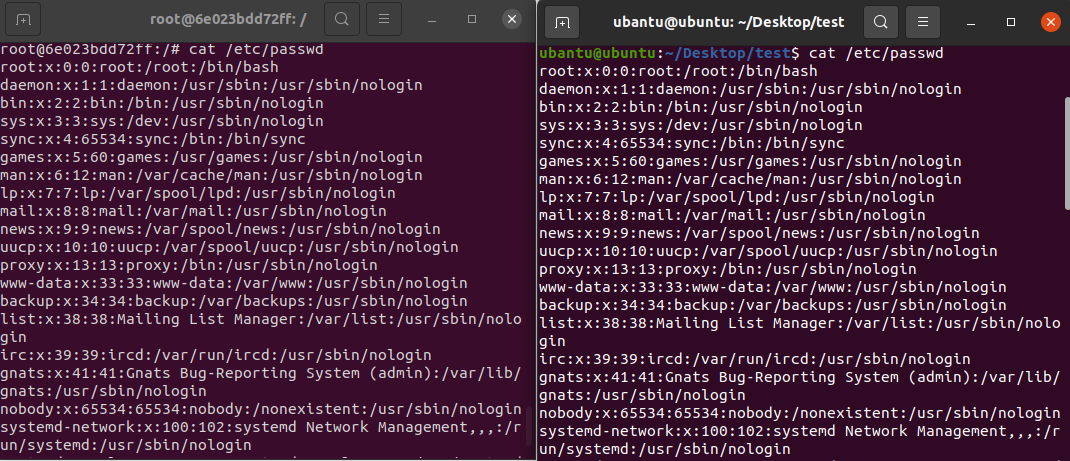 root@6e023bdd72ff: /
root@6e023bdd72ff:/# cat /etc/passwd
root:x:0:0:root:/root:/bin/bash
daemon:x:1:1:daemon:/usr/sbin:/usr/sbin/nologin
bin:x:2:2:bin:/bin:/usr/sbin/nologin
sys:x:3:3:sys:/dev:/usr/sbin/nologin
sync:x:4:65534:sync:/bin:/bin/sync
games:x:5:60:games:/usr/games:/usr/sbin/nologin
man:x:6:12:man:/var/cache/man:/usr/sbin/nologin
lp:x:7:7:lp:/var/spool/lpd:/usr/sbin/nologin
mail:x:8:8:mail:/var/mail:/usr/sbin/nologin
news:x:9:9:news:/var/spool/news:/usr/sbin/nologin
uucp:x:10:10:uucp:/var/spool/uucp:/usr/sbin/nologin
proxy:x:13:13:proxy:/bin:/usr/sbin/nologin
www-data:x:33:33:www-data:/var/www:/usr/sbin/nologin
backup:x:34:34:backup:/var/backups:/usr/sbin/nologin
list:x:38:38:Mailing List Manager:/var/list:/usr/sbin/nolo
gin
irc:x:39:39:ircd:/var/run/ircd:/usr/sbin/nologin
gnats:x:41:41:Gnats Bug-Reporting System (admin):/var/lib/
gnats:/usr/sbin/nologin
nobody:x:65534:65534:nobody:/nonexistent:/usr/sbin/nologin
systemd-network:x:100:102:systemd Network Management,,,:/r
un/systemd:/usr/sbin/nologin
ubantu@ubuntu: ~/Desktop/test
ubantu@ubuntu:~/Desktop/test$ cat /etc/passwd
root:x:0:0:root:/root:/bin/bash
daemon:x:1:1:daemon:/usr/sbin:/usr/sbin/nologin
bin:x:2:2:bin:/bin:/usr/sbin/nologin
sys:x:3:3:sys:/dev:/usr/sbin/nologin
sync:x:4:65534:sync:/bin:/bin/sync
games:x:5:60:games:/usr/games:/usr/sbin/nologin
man:x:6:12:man:/var/cache/man:/usr/sbin/nologin
lp:x:7:7:lp:/var/spool/lpd:/usr/sbin/nologin
mail:x:8:8:mail:/var/mail:/usr/sbin/nologin
news:x:9:9:news:/var/spool/news:/usr/sbin/nologin
uucp:x:10:10:uucp:/var/spool/uucp:/usr/sbin/nologin
proxy:x:13:13:proxy:/bin:/usr/sbin/nologin
www-data:x:33:33:www-data:/var/www:/usr/sbin/nologin
backup:x:34:34:backup:/var/backups:/usr/sbin/nologin
list:x:38:38:Mailing List Manager:/var/list:/usr/sbin/nolo
gin
irc:x:39:39:ircd:/var/run/ircd:/usr/sbin/nologin
gnats:x:41:41:Gnats Bug-Reporting System (admin):/var/lib/
gnats:/usr/sbin/nologin
nobody:x:65534:65534:nobody:/nonexistent:/usr/sbin/nologin
systemd-network:x:100:102:systemd Network Management,,,:/r
un/systemd:/usr/sbin/nologin